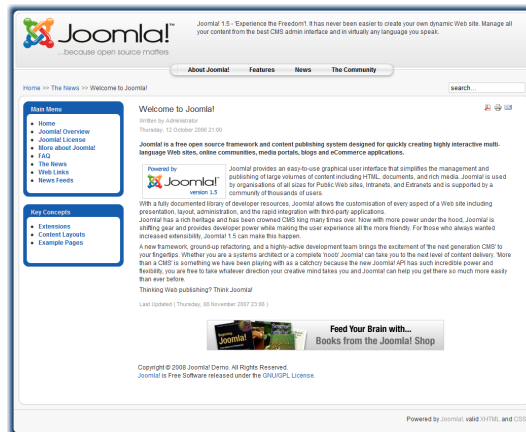 Joomla!™
...because open source matters
Joomla! 1.5 - 'Experience the Freedom'!. It has never been easier to create your own dynamic Web site. Manage all
your content from the best CMS admin interface and in virtually any language you speak.
About Joomla! Features News The Community
Home >> The News >> Welcome to Joomla!
search...
Main Menu
Home
Joomla! Overview
Joomla! License
More about Joomla!
FAQ
The News
Web Links
News Feeds
Key Concepts
Extensions
Content Layouts
Example Pages
Welcome to Joomla!
Written by Administrator
Thursday, 12 October 2006 21:00
Joomla! is a free open source framework and content publishing system designed for quickly creating highly interactive multi-
language Web sites, online communities, media portals, blogs and eCommerce applications.
Powered by
Joomla!
version 1.5
Joomla! provides an easy-to-use graphical user interface that simplifies the management and
publishing of large volumes of content including HTML, documents, and rich media. Joomla! is used
by organisations of all sizes for Public Web sites, Intranets, and Extranets and is supported by a
community of thousands of users.
With a fully documented library of developer resources, Joomla! allows the customisation of every aspect of a Web site including
presentation, layout, administration, and the rapid integration with third-party applications.
Joomla! has a rich heritage and has been crowned CMS king many times over. Now with more power under the hood, Joomla! is
shifting gear and provides developer power while making the user experience all the more friendly. For those who always wanted
increased extensibility, Joomla! 1.5 can make this happen.
A new framework, ground-up refactoring, and a highly-active development team brings the excitement of 'the next generation CMS' to
your fingertips. Whether you are a systems architect or a complete 'noob' Joomla! can take you to the next level of content delivery. 'More
than a CMS' is something we have been playing with as a catchcry because the new Joomla! API has such incredible power and
flexibility, you are free to take whatever direction your creative mind takes you and Joomla! can help you get there so much more easily
than ever before.
Thinking Web publishing? Think Joomla!
Last Updated ( Thursday, 08 November 2007 23:06 )
Joomla!
Feed Your Brain with...
Books from the Joomla! Shop
Copyright © 2008 Joomla! Demo. All Rights Reserved.
Joomla! is Free Software released under the GNU/GPL License.
Powered by Joomla!. valid XHTML and CSS